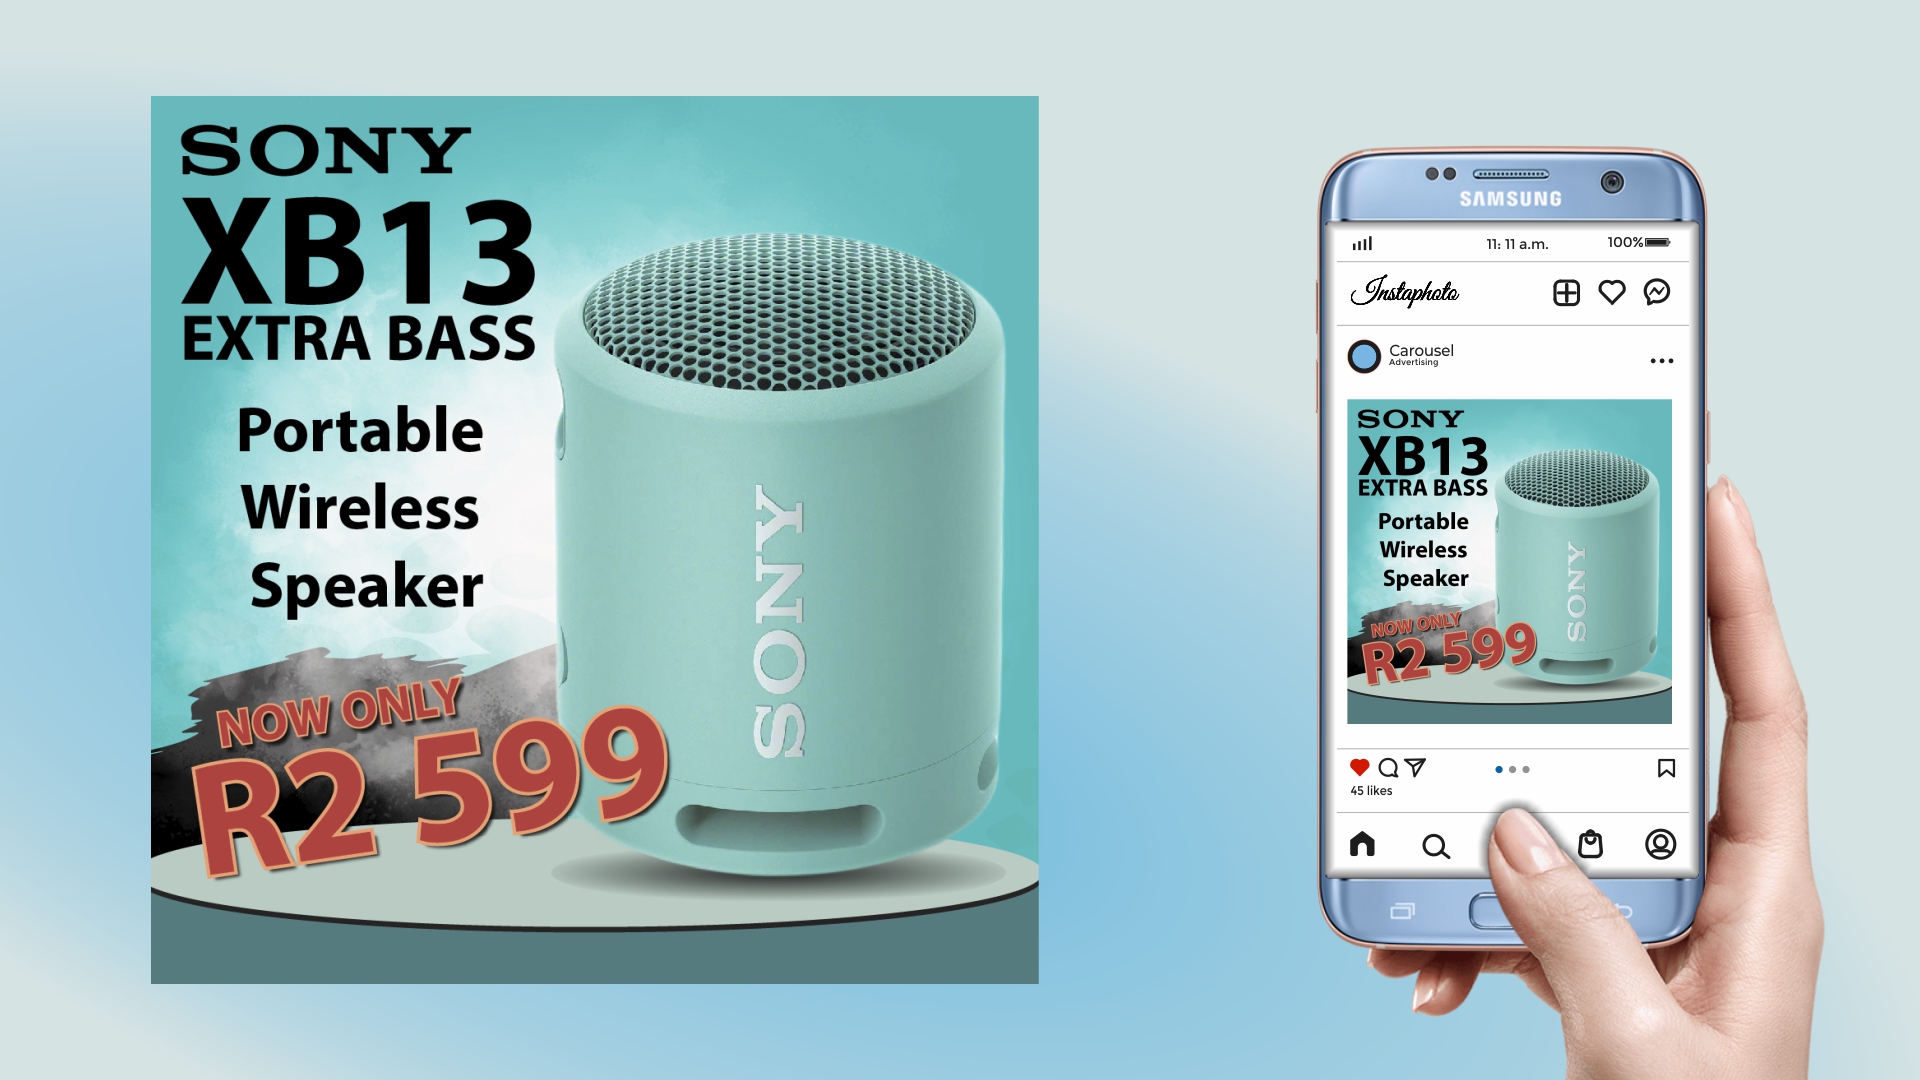 SONY
XB13
EXTRA BASS
Portable
Wireless
Speaker
NOW ONLY
R2 599
SONY
SAMSUNG
11: 11 a.m.
100%
Instaphoto
Carousel
Advertising
SONY
XB13
EXTRA BASS
Portable
Wireless
Speaker
NOW ONLY
R2 599
SONY
45 likes